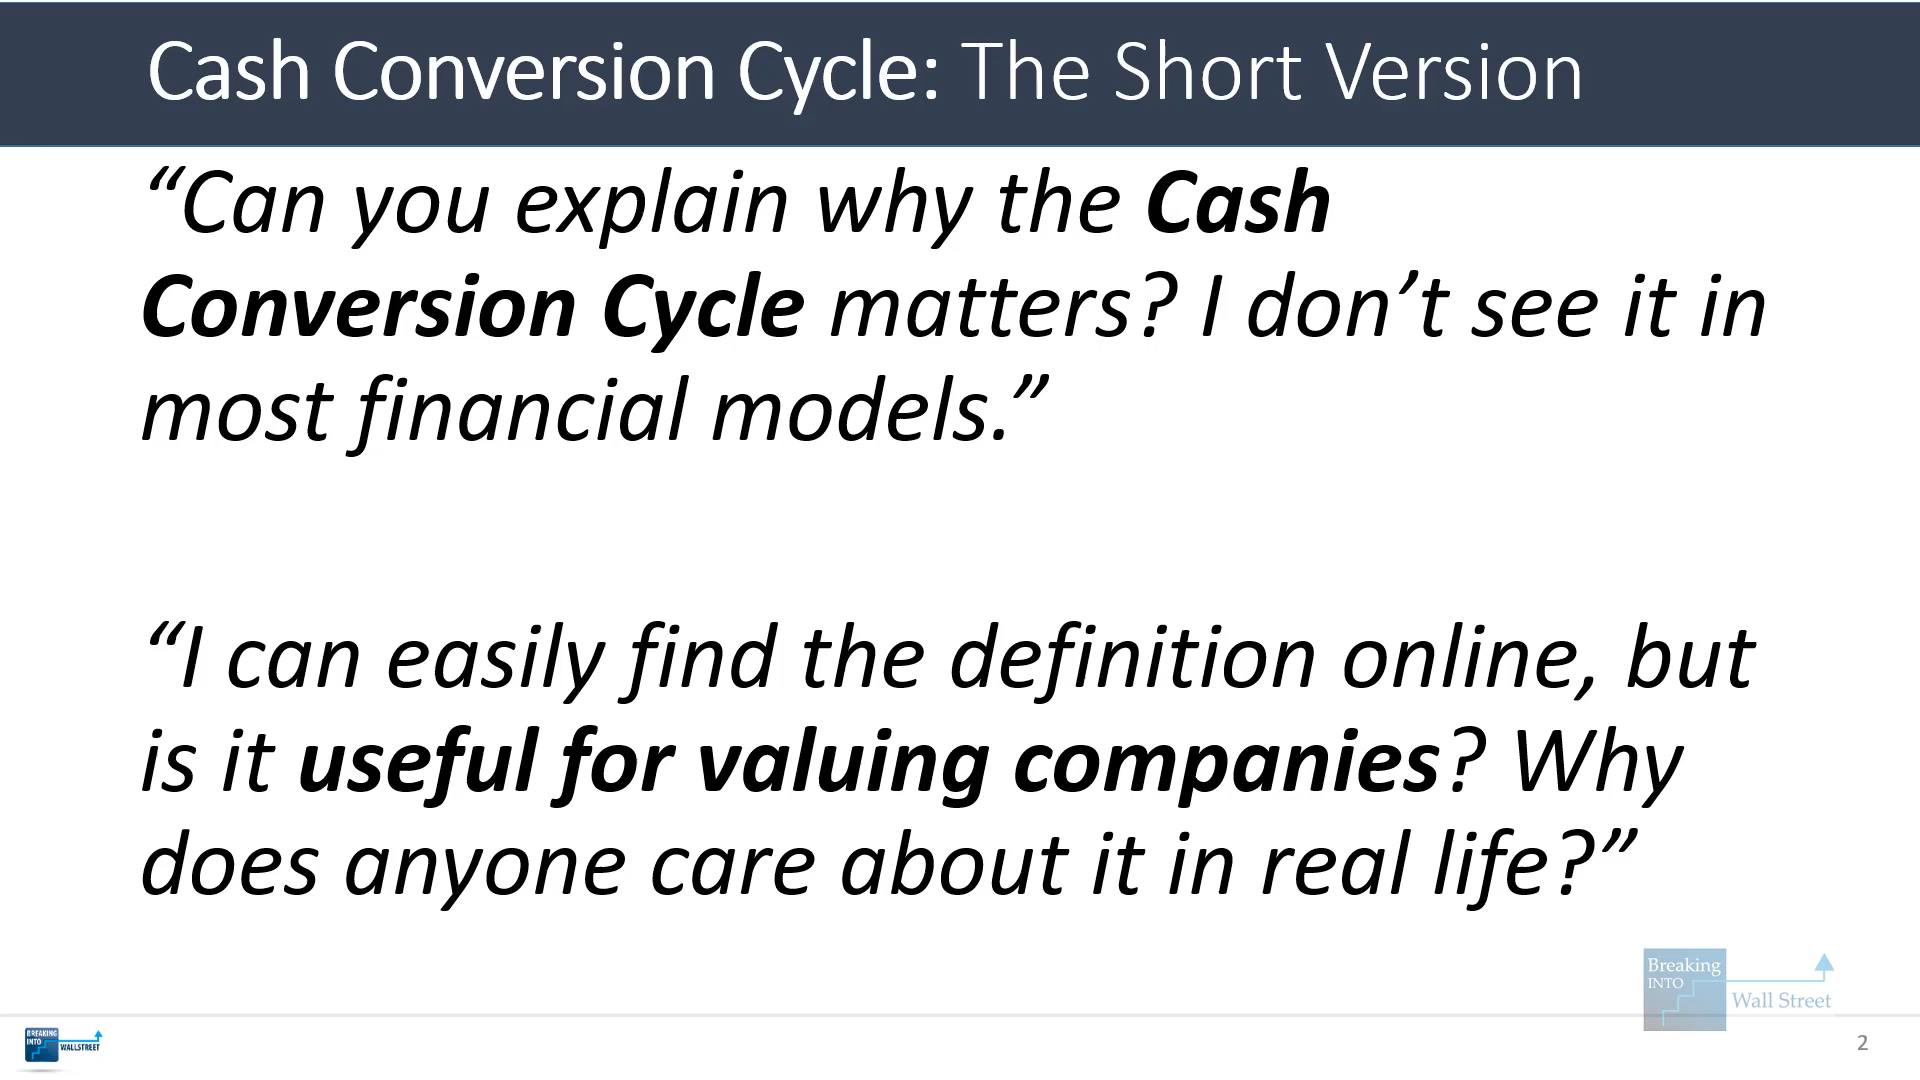 Cash Conversion Cycle: The Short Version
“Can you explain why the Cash
Conversion Cycle matters? I don’t see it in
most financial models.”
“I can easily find the definition online, but
is it useful for valuing companies? Why
does anyone care about it in real life?”
Breaking
INTO
Wall Street
BREAKING
INTO
WALLSTREET
2